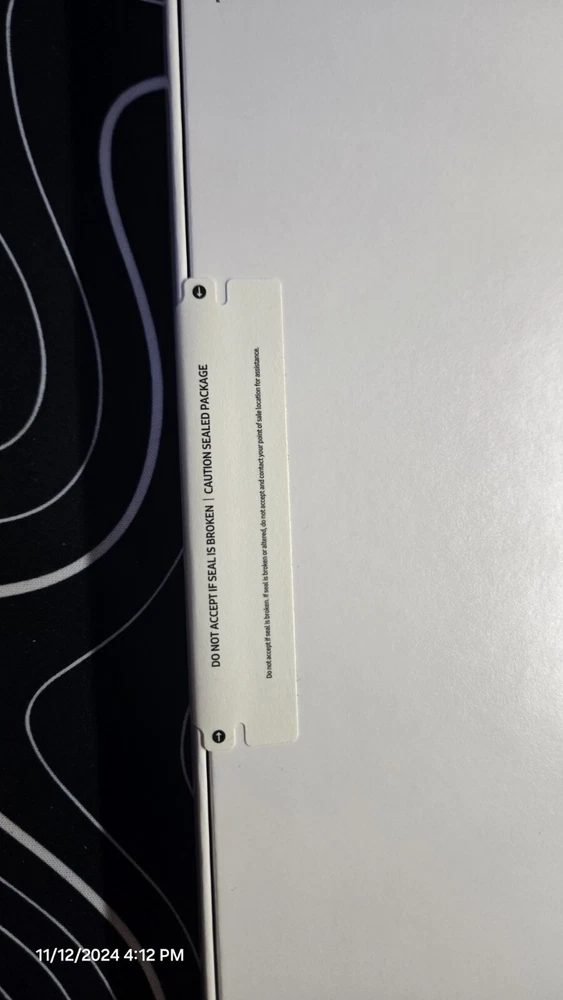 DO NOT ACCEPT IF SEAL IS BROKEN | CAUTION SEALED PACKAGE
Do not accept if seal is broken. If seal is broken or altered, do not accept and contact your point of sale location for assistance.
11/12/2024 4:12 PM